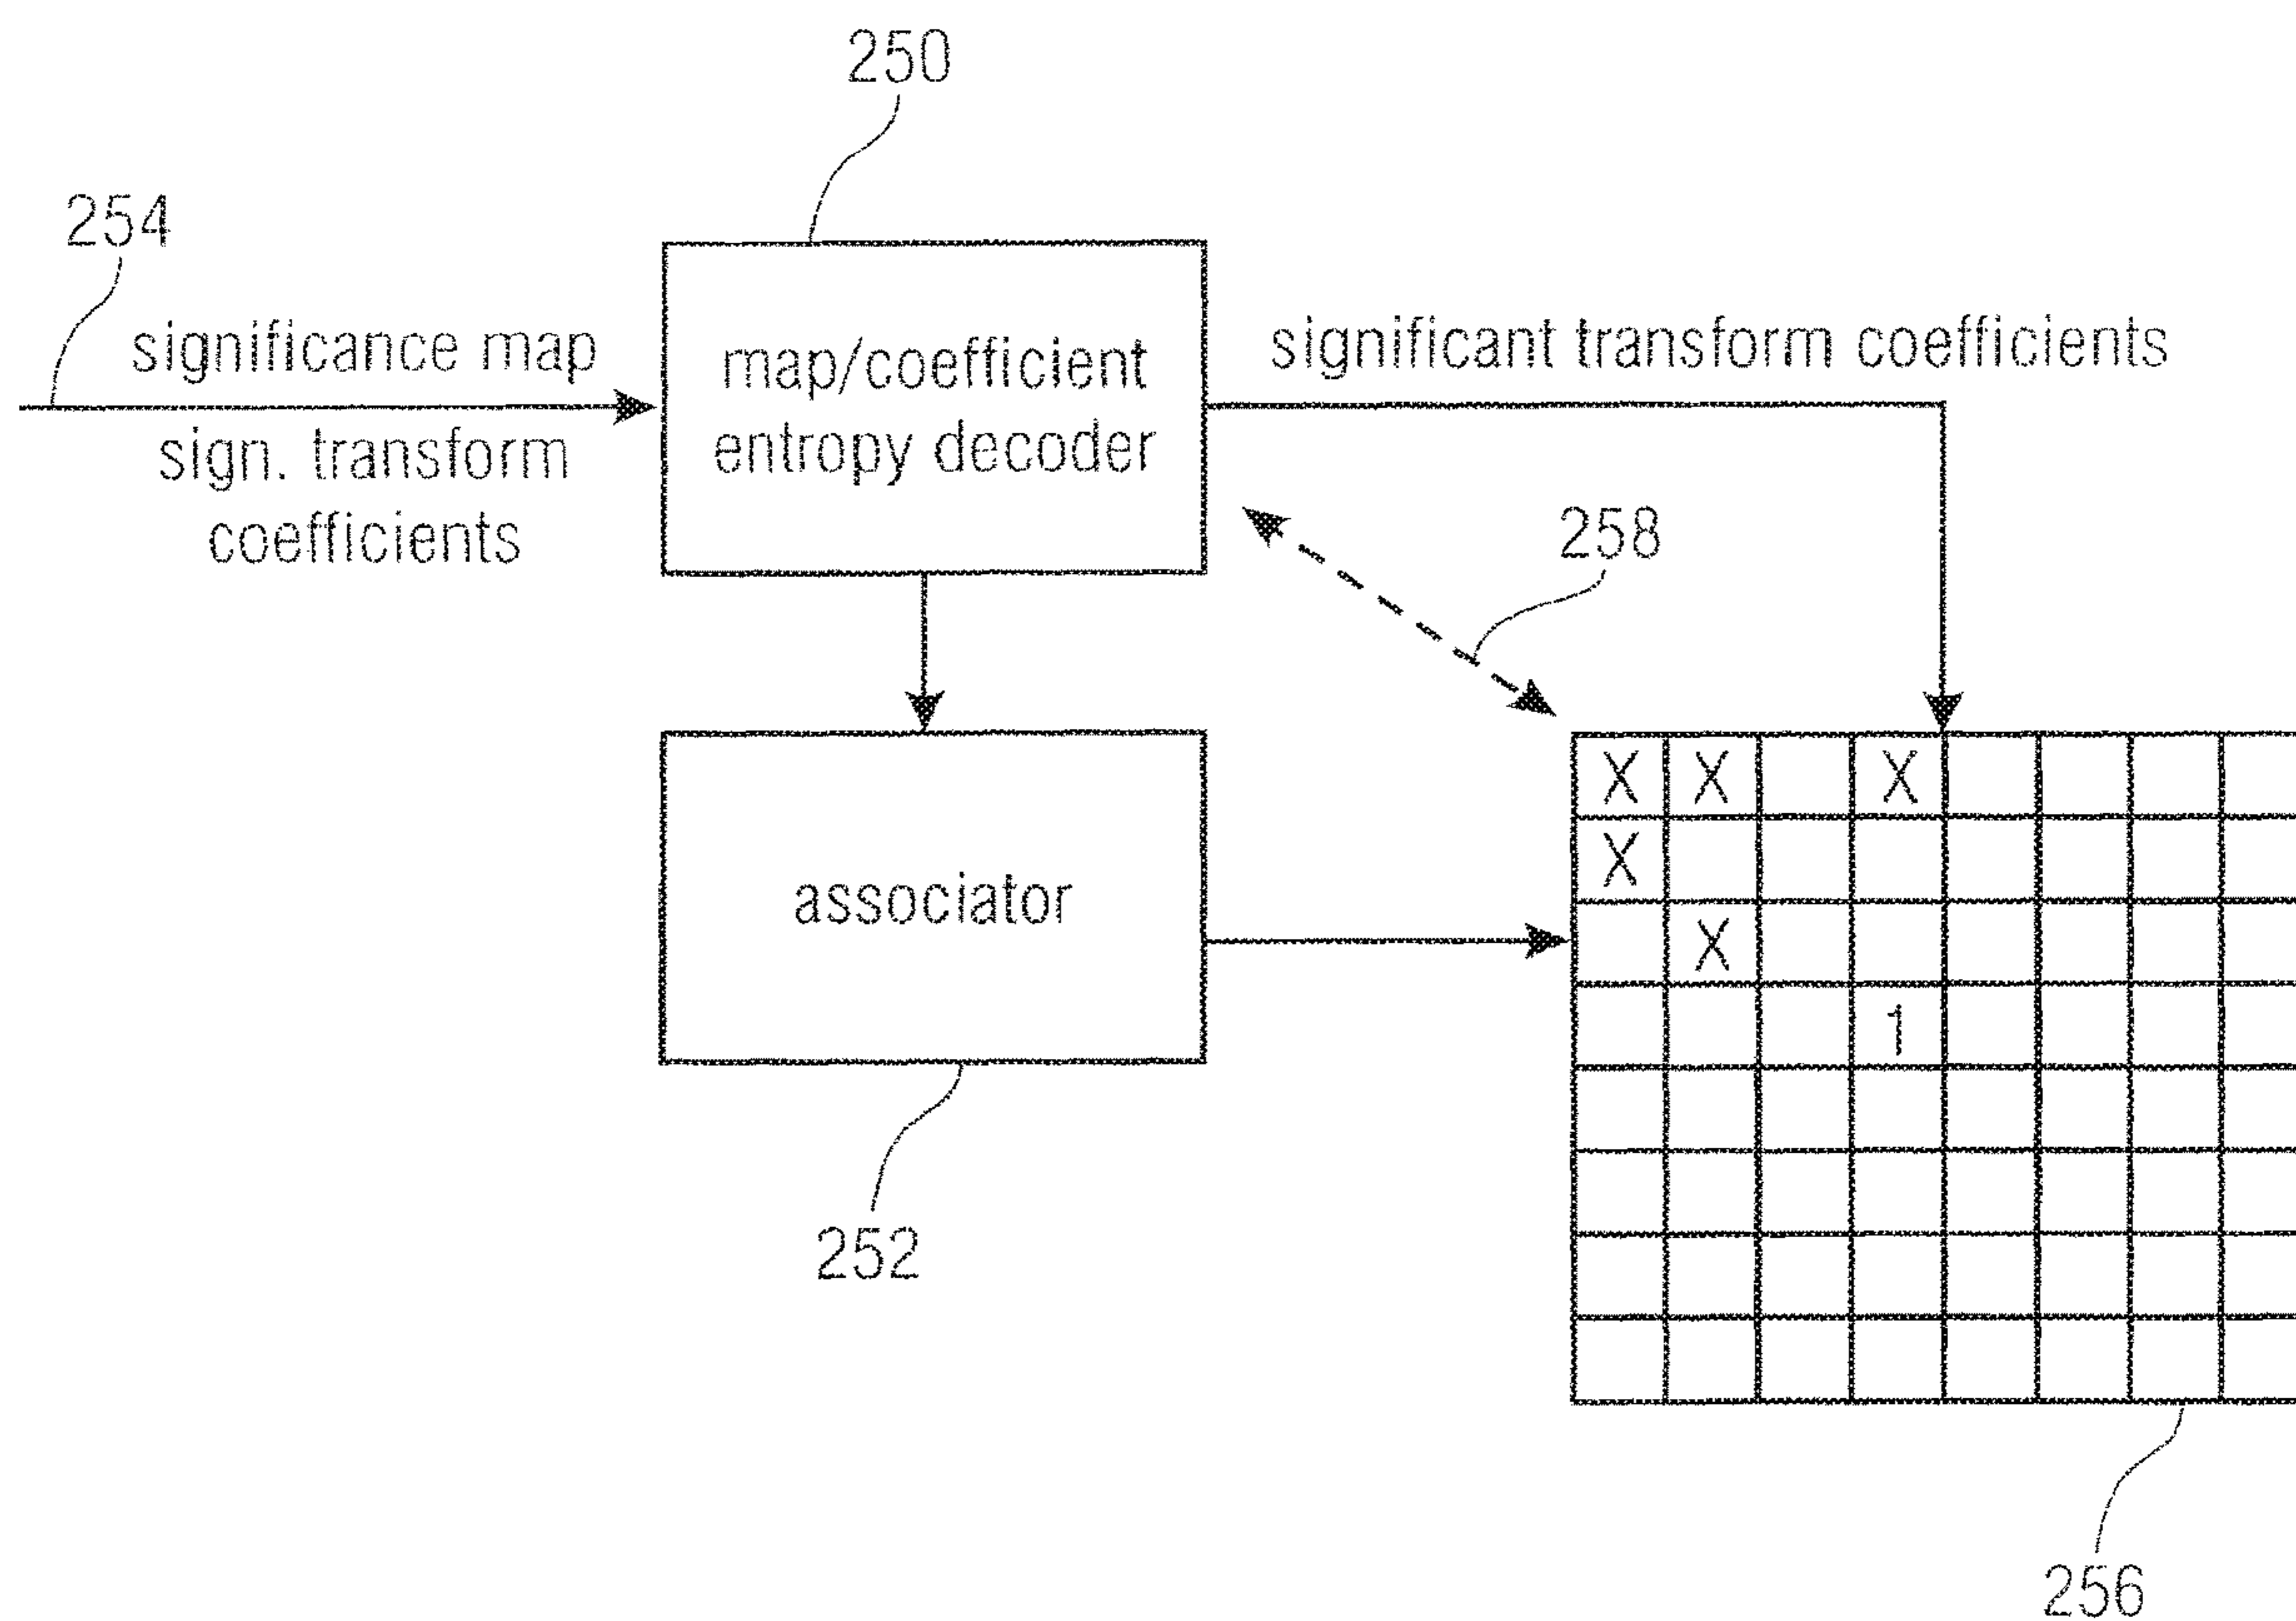 250
254
significance map
sign. transform
coefficients
map/coefficient
entropy decoder
significant transform coefficients
258
associator
X X X
X
X
1
252
256